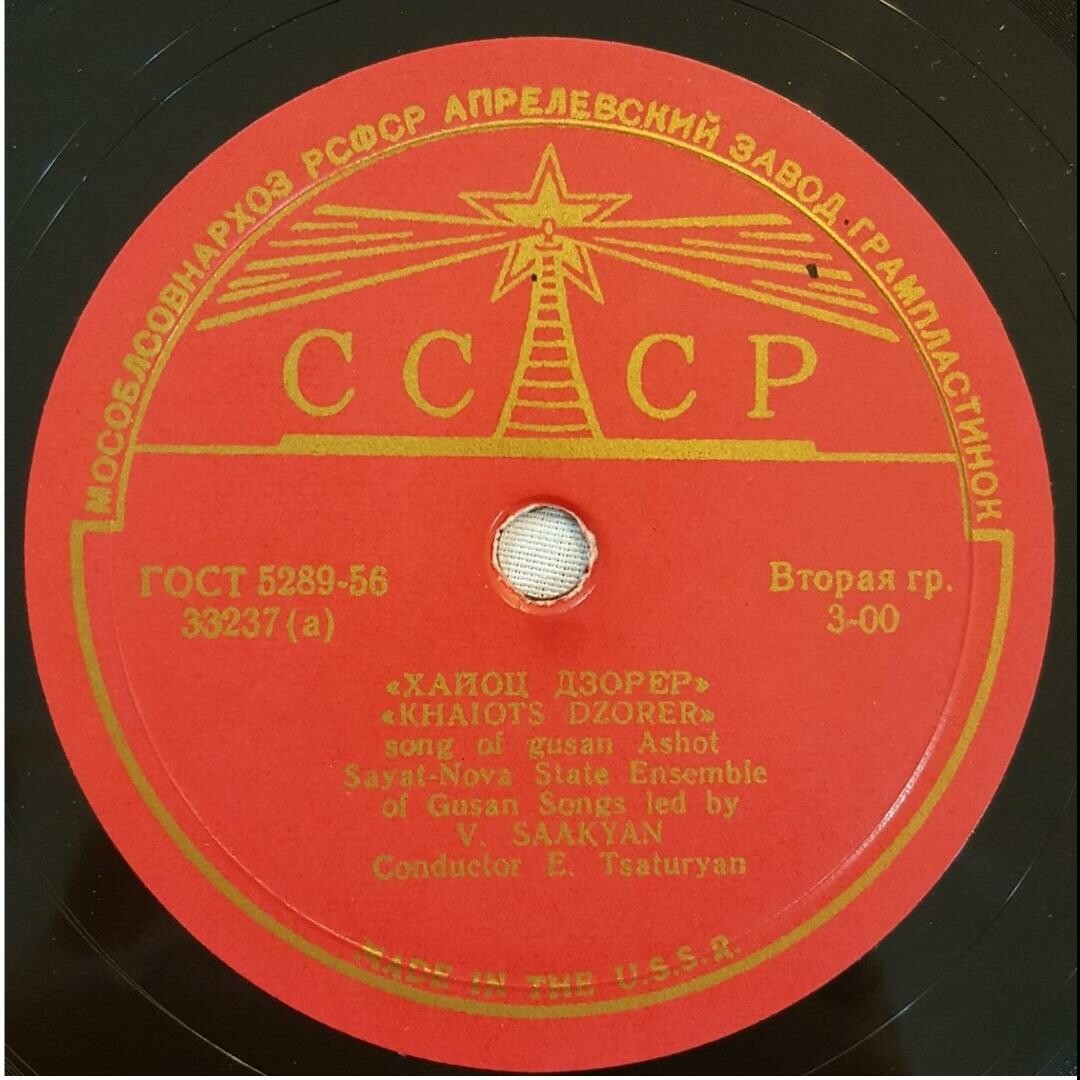 МОСОБЛСОВНАРХОЗ РСФСР АПРЕЛЕВСКИЙ ЗАВОД ГРАМПЛАСТИНОК
СССР
ГОСТ 5289-56
33237 (а)
Вторая гр.
3-00
«ХАЙОЦ ДЗОРЕР»
«KHAIOTS DZORER»
song of gusan Ashot
Sayat-Nova State Ensemble
of Gusan Songs led by
V. SAAKYAN
Conductor E. Tsaturyan
MADE IN THE U.S.S.R.